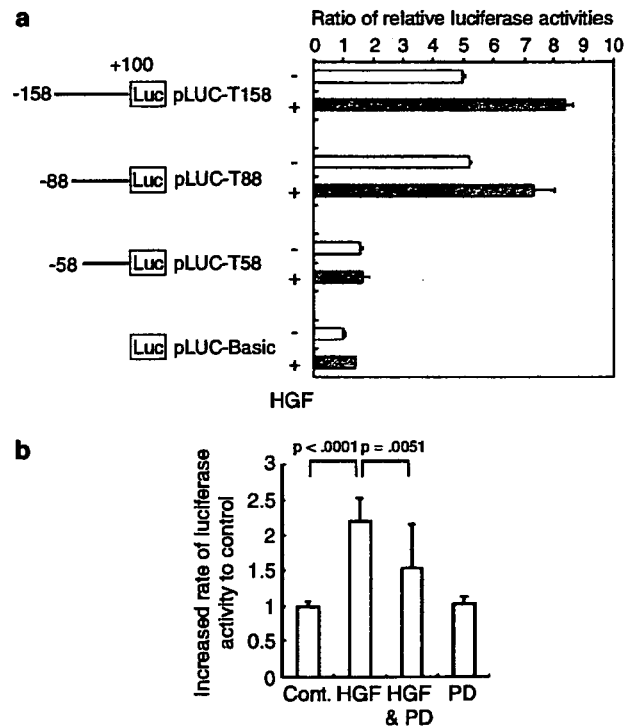 a
Ratio of relative luciferase activities
0 1 2 3 4 5 6 7 8 9 10
+100
-158 Luc pLUC-T158
-
+
-88 Luc pLUC-T88
-
+
-58 Luc pLUC-T58
-
+
Luc pLUC-Basic
-
+
HGF
b
p < .0001 p = .0051
Increased rate of luciferase
activity to control
3
2.5
2
1.5
1
0.5
0
Cont. HGF HGF PD
& PD